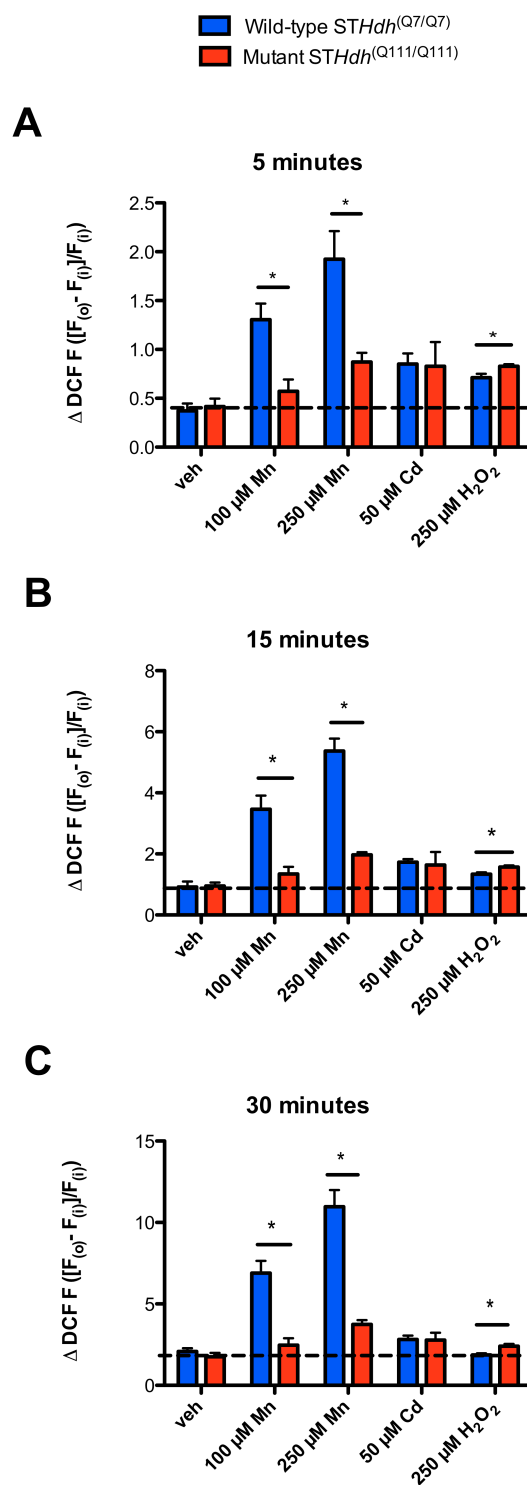 Wild-type STHdh(Q7/Q7)
Mutant STHdh(Q111/Q111)
A
5 minutes
Δ DCF F ([F(o)- F(i)]/F(i))
2.5
2.0
1.5
1.0
0.5
0.0
*
*
*
veh
100 µM Mn
250 µM Mn
50 µM Cd
250 µM H₂O₂
B
15 minutes
Δ DCF F ([F(o)- F(i)]/F(i))
8
6
4
2
0
*
*
*
veh
100 µM Mn
250 µM Mn
50 µM Cd
250 µM H₂O₂
C
30 minutes
Δ DCF F ([F(o)- F(i)]/F(i))
15
10
5
0
*
*
*
veh
100 µM Mn
250 µM Mn
50 µM Cd
250 µM H₂O₂